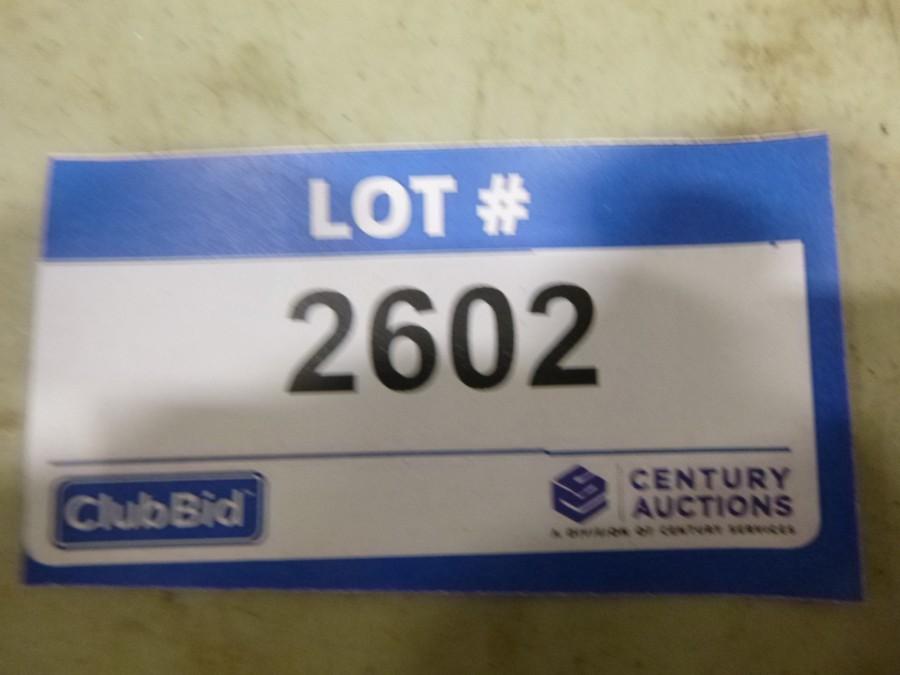 LOT #
2602
ClubBid
CENTURY
AUCTIONS
A DIVISION OF CENTURY SERVICES